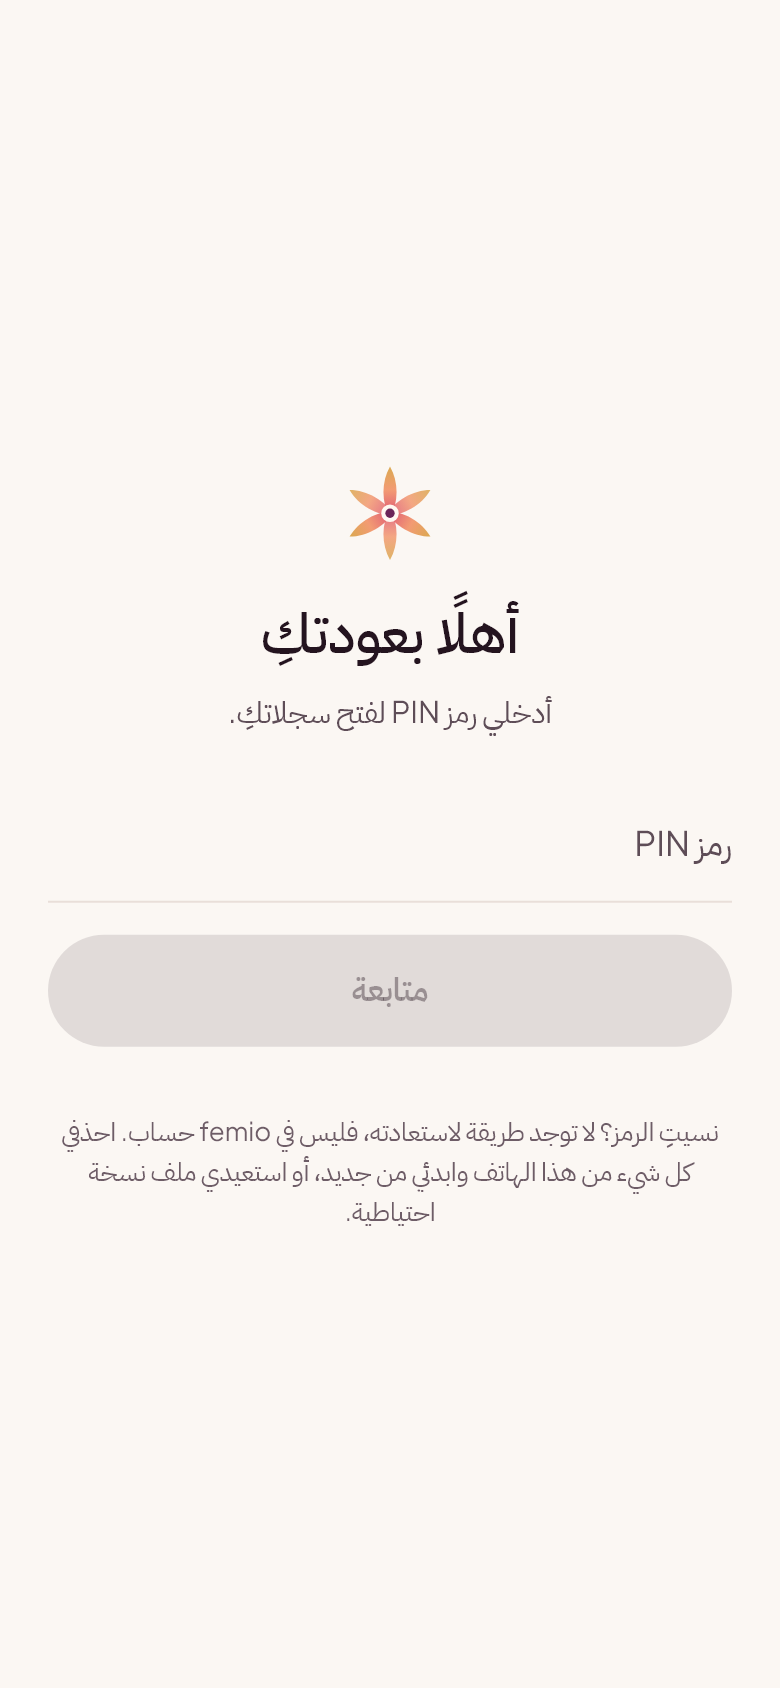 أهلًا بعودتكِ
أدخلي رمز PIN لفتح سجلاتكِ.
رمز PIN
متابعة
نسيتِ الرمز؟ لا توجد طريقة لاستعادته، فليس في femio حساب. احذفي
كل شيء من هذا الهاتف وابدئي من جديد، أو استعيدي ملف نسخة
احتياطية.